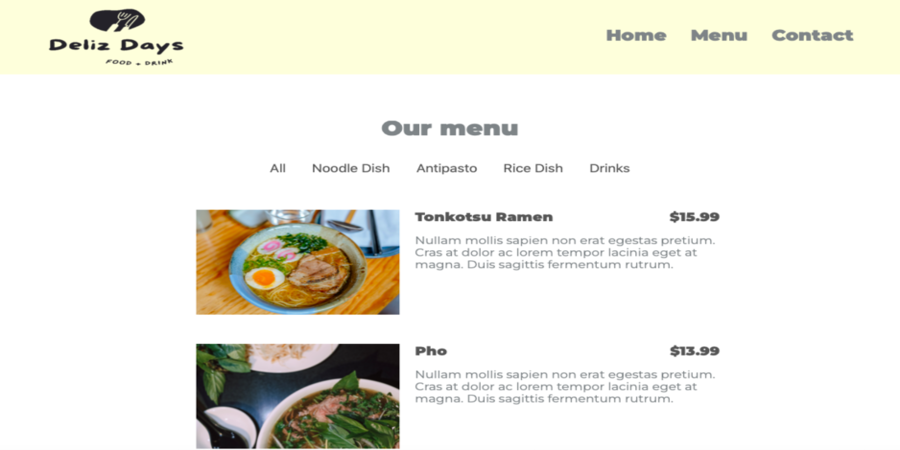 Deliz Days
FOOD + DRINK
Home Menu Contact
Our menu
All Noodle Dish Antipasto Rice Dish Drinks
Tonkotsu Ramen $15.99
Nullam mollis sapien non erat egestas pretium.
Cras at dolor ac lorem tempor lacinia eget at
magna. Duis sagittis fermentum rutrum.
Pho $13.99
Nullam mollis sapien non erat egestas pretium.
Cras at dolor ac lorem tempor lacinia eget at
magna. Duis sagittis fermentum rutrum.